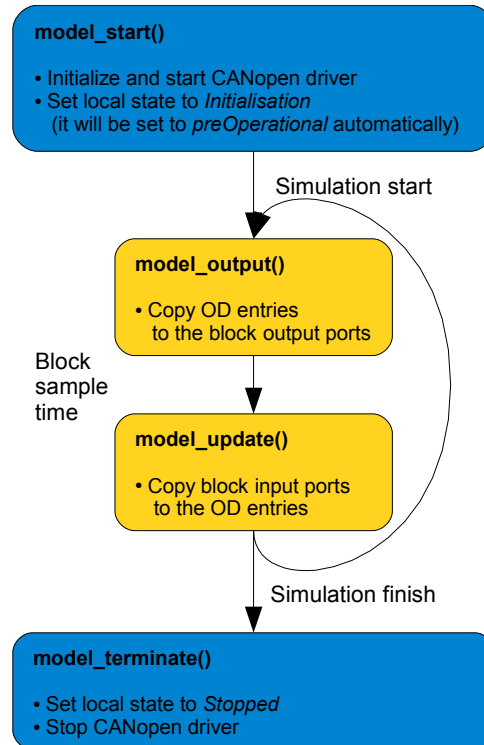 model_start()
• Initialize and start CANopen driver
• Set local state to Initialisation
(it will be set to preOperational automatically)
Simulation start
model_output()
• Copy OD entries
to the block output ports
Block
sample
time
model_update()
• Copy block input ports
to the OD entries
Simulation finish
model_terminate()
• Set local state to Stopped
• Stop CANopen driver